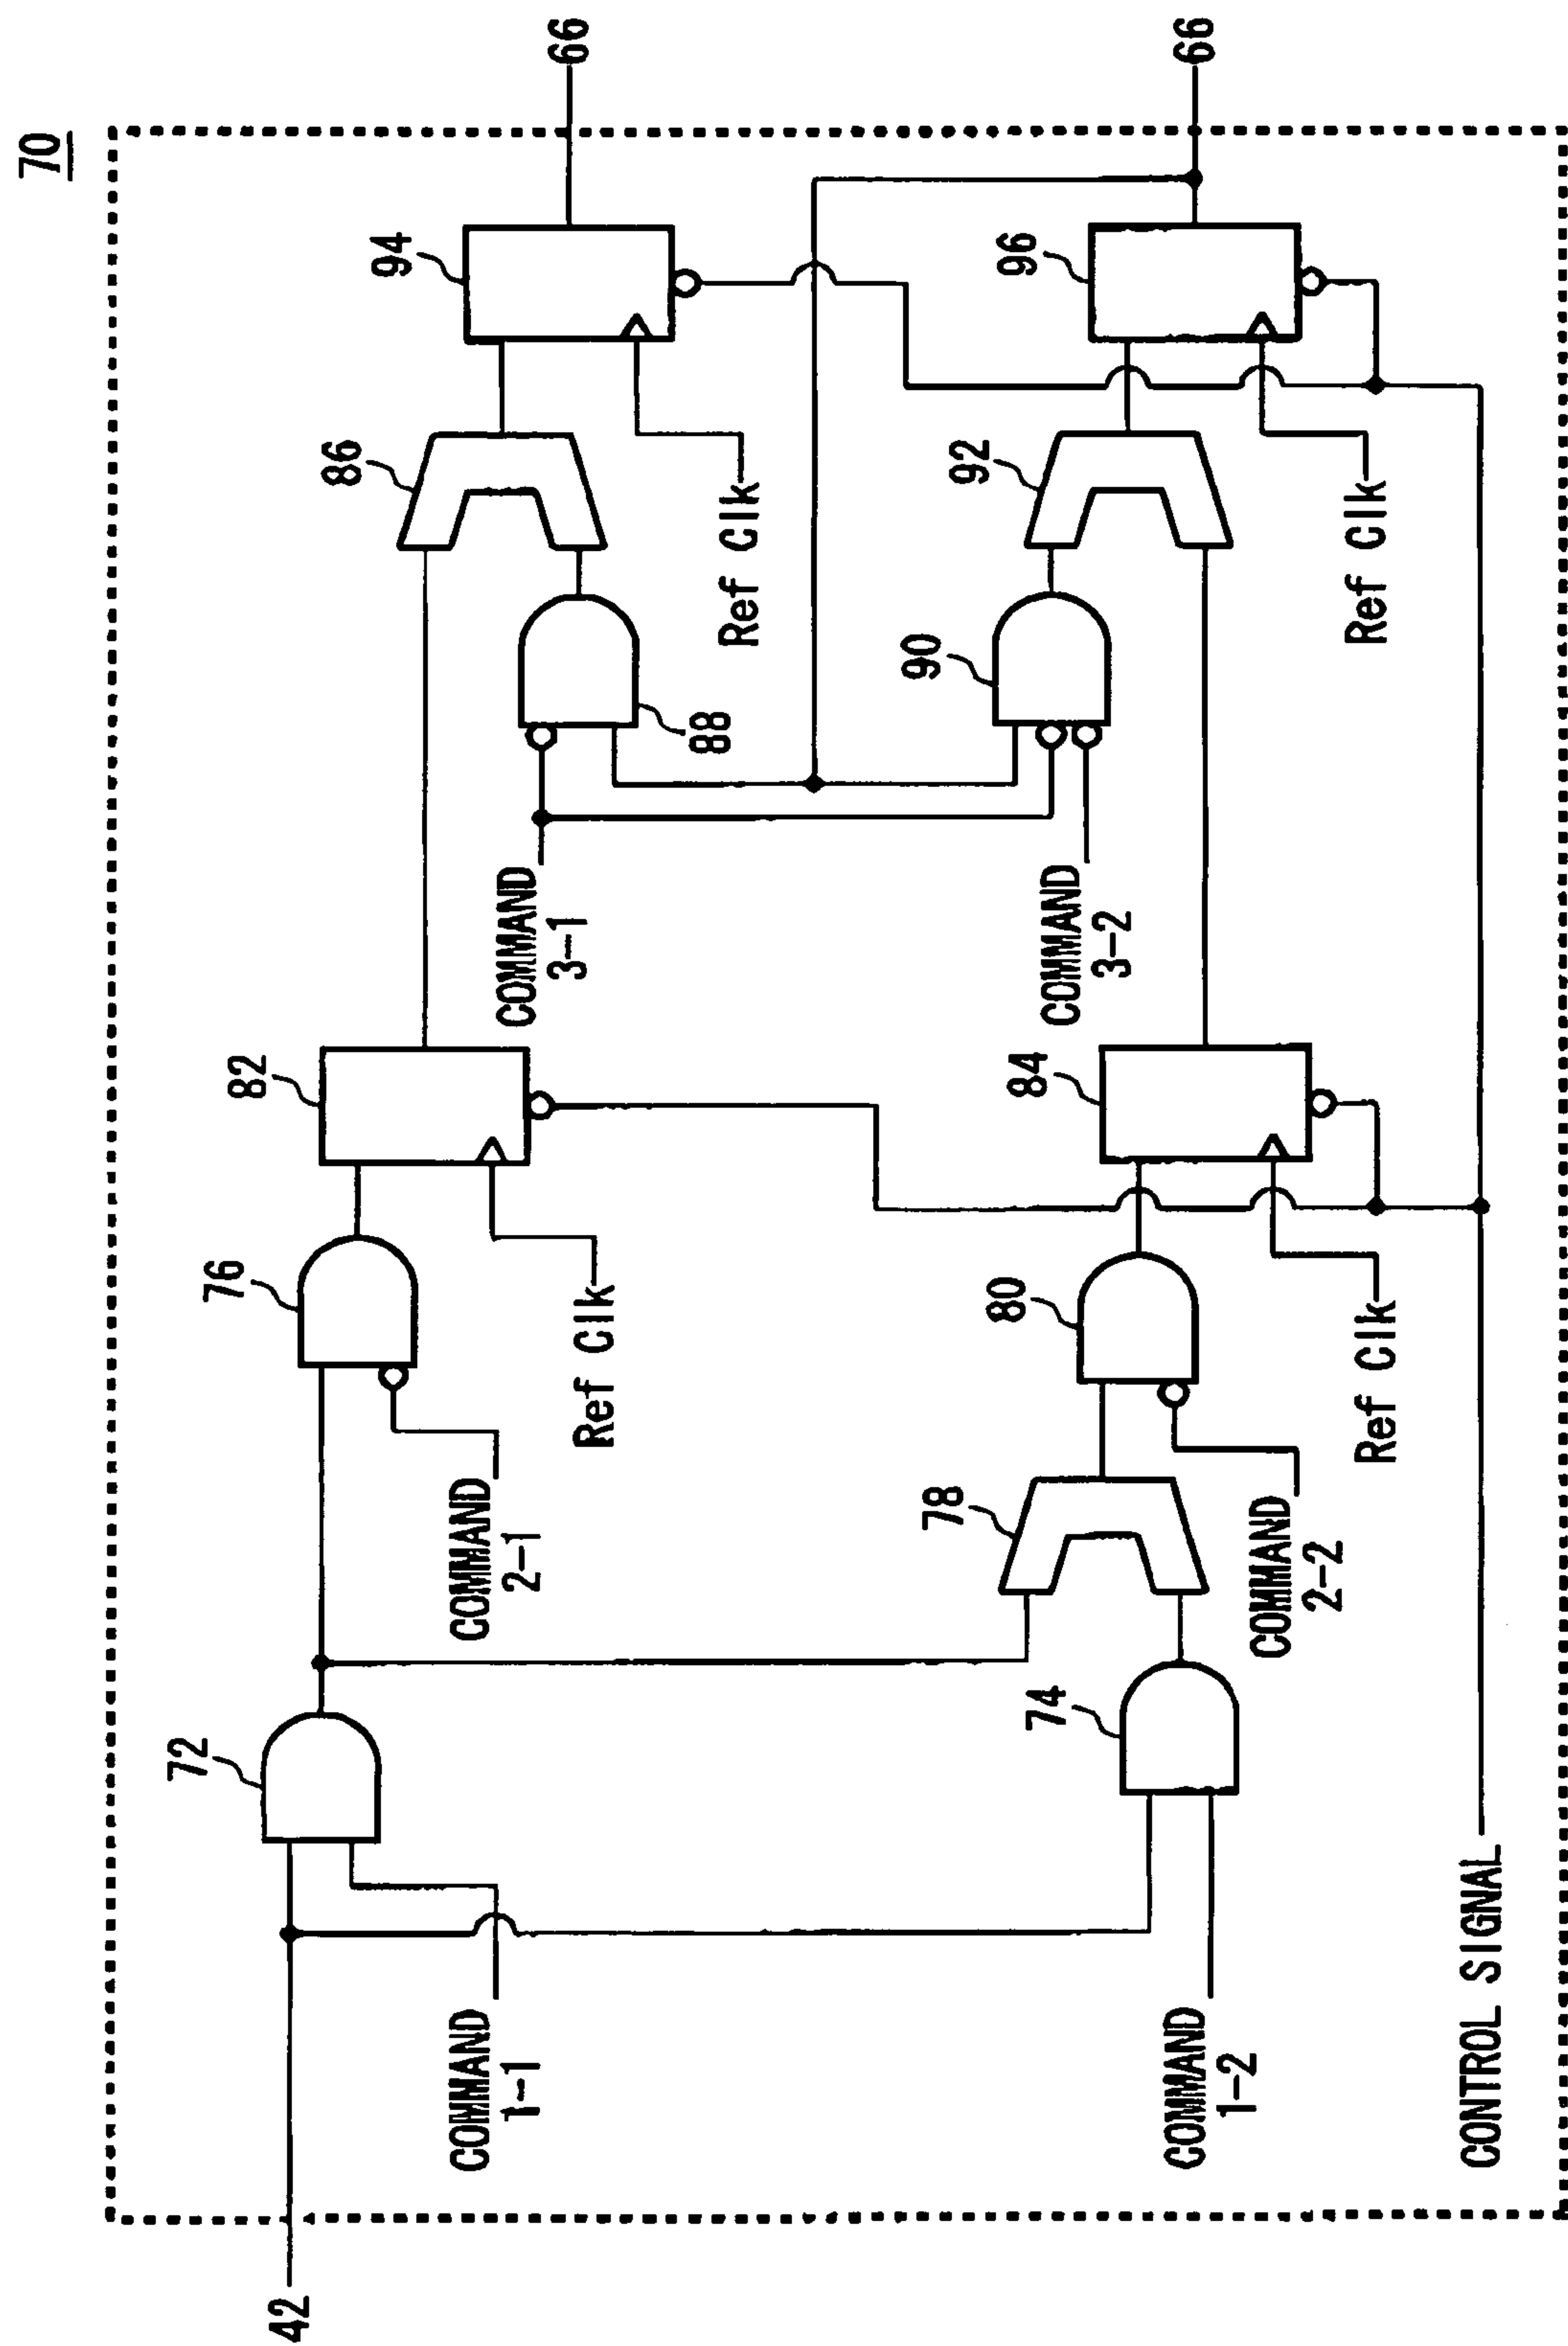 70
42
COMMAND
1-1
COMMAND
1-2
CONTROL SIGNAL
72
74
76
COMMAND
2-1
78
COMMAND
2-2
80
Ref Clk
Ref Clk
82
84
COMMAND
3-1
COMMAND
3-2
88
90
86
92
Ref Clk
Ref Clk
94
96
66
66